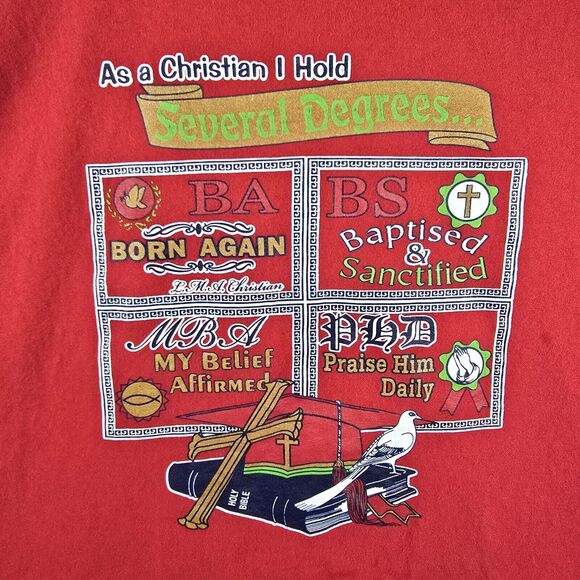 As a Christian I Hold
Several Degrees...
BA
BORN AGAIN
I.M.A Christian
BS
Baptised
&
Sanctified
MBA
MY Belief
Affirmed
PHD
Praise Him
Daily
HOLY
BIBLE